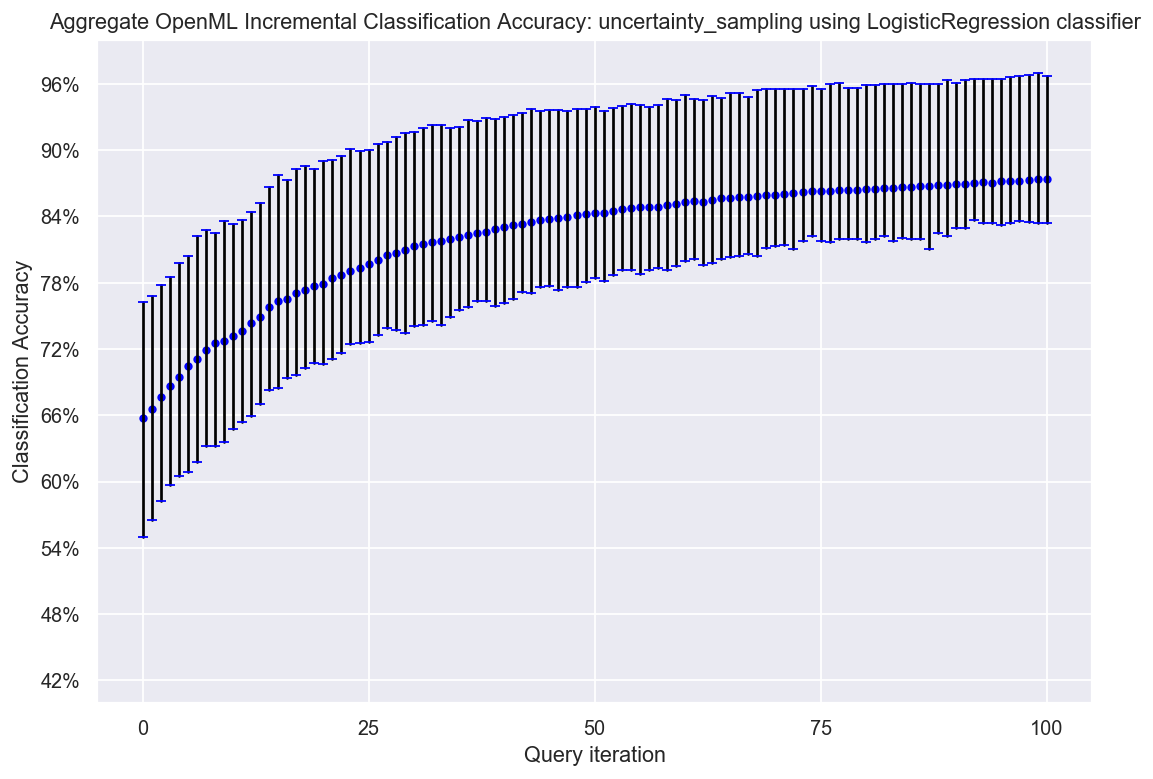 Aggregate OpenML Incremental Classification Accuracy: uncertainty_sampling using LogisticRegression classifier
96%
90%
84%
78%
72%
66%
60%
54%
48%
42%
Classification Accuracy
0 25 50 75 100
Query iteration